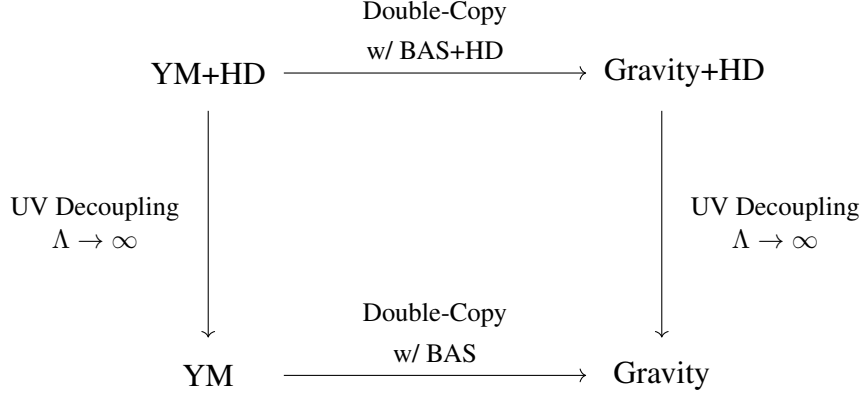 Double-Copy
w/ BAS+HD
YM+HD
Gravity+HD
UV Decoupling
Λ → ∞
UV Decoupling
Λ → ∞
Double-Copy
w/ BAS
YM
Gravity